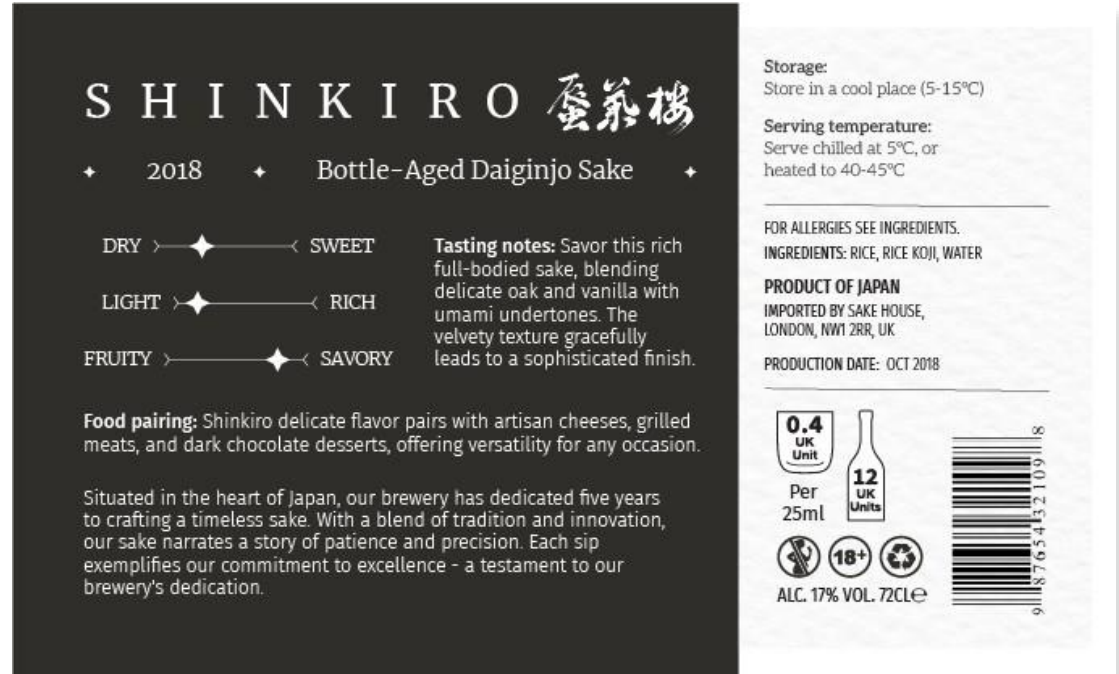 SHINKIRO 蜃氣楼
2018 Bottle-Aged Daiginjo Sake
DRY SWEET
LIGHT RICH
FRUITY SAVORY
Tasting notes: Savor this rich
full-bodied sake, blending
delicate oak and vanilla with
umami undertones. The
velvety texture gracefully
leads to a sophisticated finish.
Food pairing: Shinkiro delicate flavor pairs with artisan cheeses, grilled
meats, and dark chocolate desserts, offering versatility for any occasion.
Situated in the heart of Japan, our brewery has dedicated five years
to crafting a timeless sake. With a blend of tradition and innovation,
our sake narrates a story of patience and precision. Each sip
exemplifies our commitment to excellence - a testament to our
brewery's dedication.
Storage:
Store in a cool place (5-15°C)
Serving temperature:
Serve chilled at 5°C, or
heated to 40-45°C
FOR ALLERGIES SEE INGREDIENTS.
INGREDIENTS: RICE, RICE KOJI, WATER
PRODUCT OF JAPAN
IMPORTED BY SAKE HOUSE,
LONDON, NW1 2RR, UK
PRODUCTION DATE: OCT 2018
0.4
UK
Unit
Per
25ml
12
UK
Units
18+
ALC. 17% VOL. 72CL℮
9 876543 21098